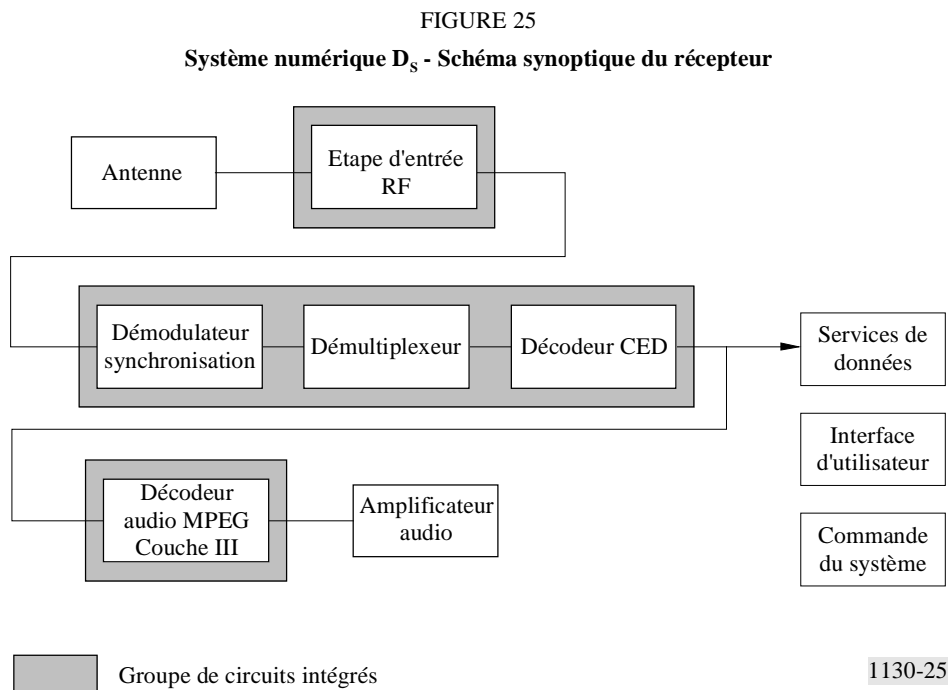 FIGURE 25
Système numérique DS - Schéma synoptique du récepteur
Antenne
Etape d'entrée
RF
Démodulateur
synchronisation
Démultiplexeur
Décodeur CED
Services de
données
Interface
d'utilisateur
Décodeur
audio MPEG
Couche III
Amplificateur
audio
Commande
du système
Groupe de circuits intégrés
1130-25